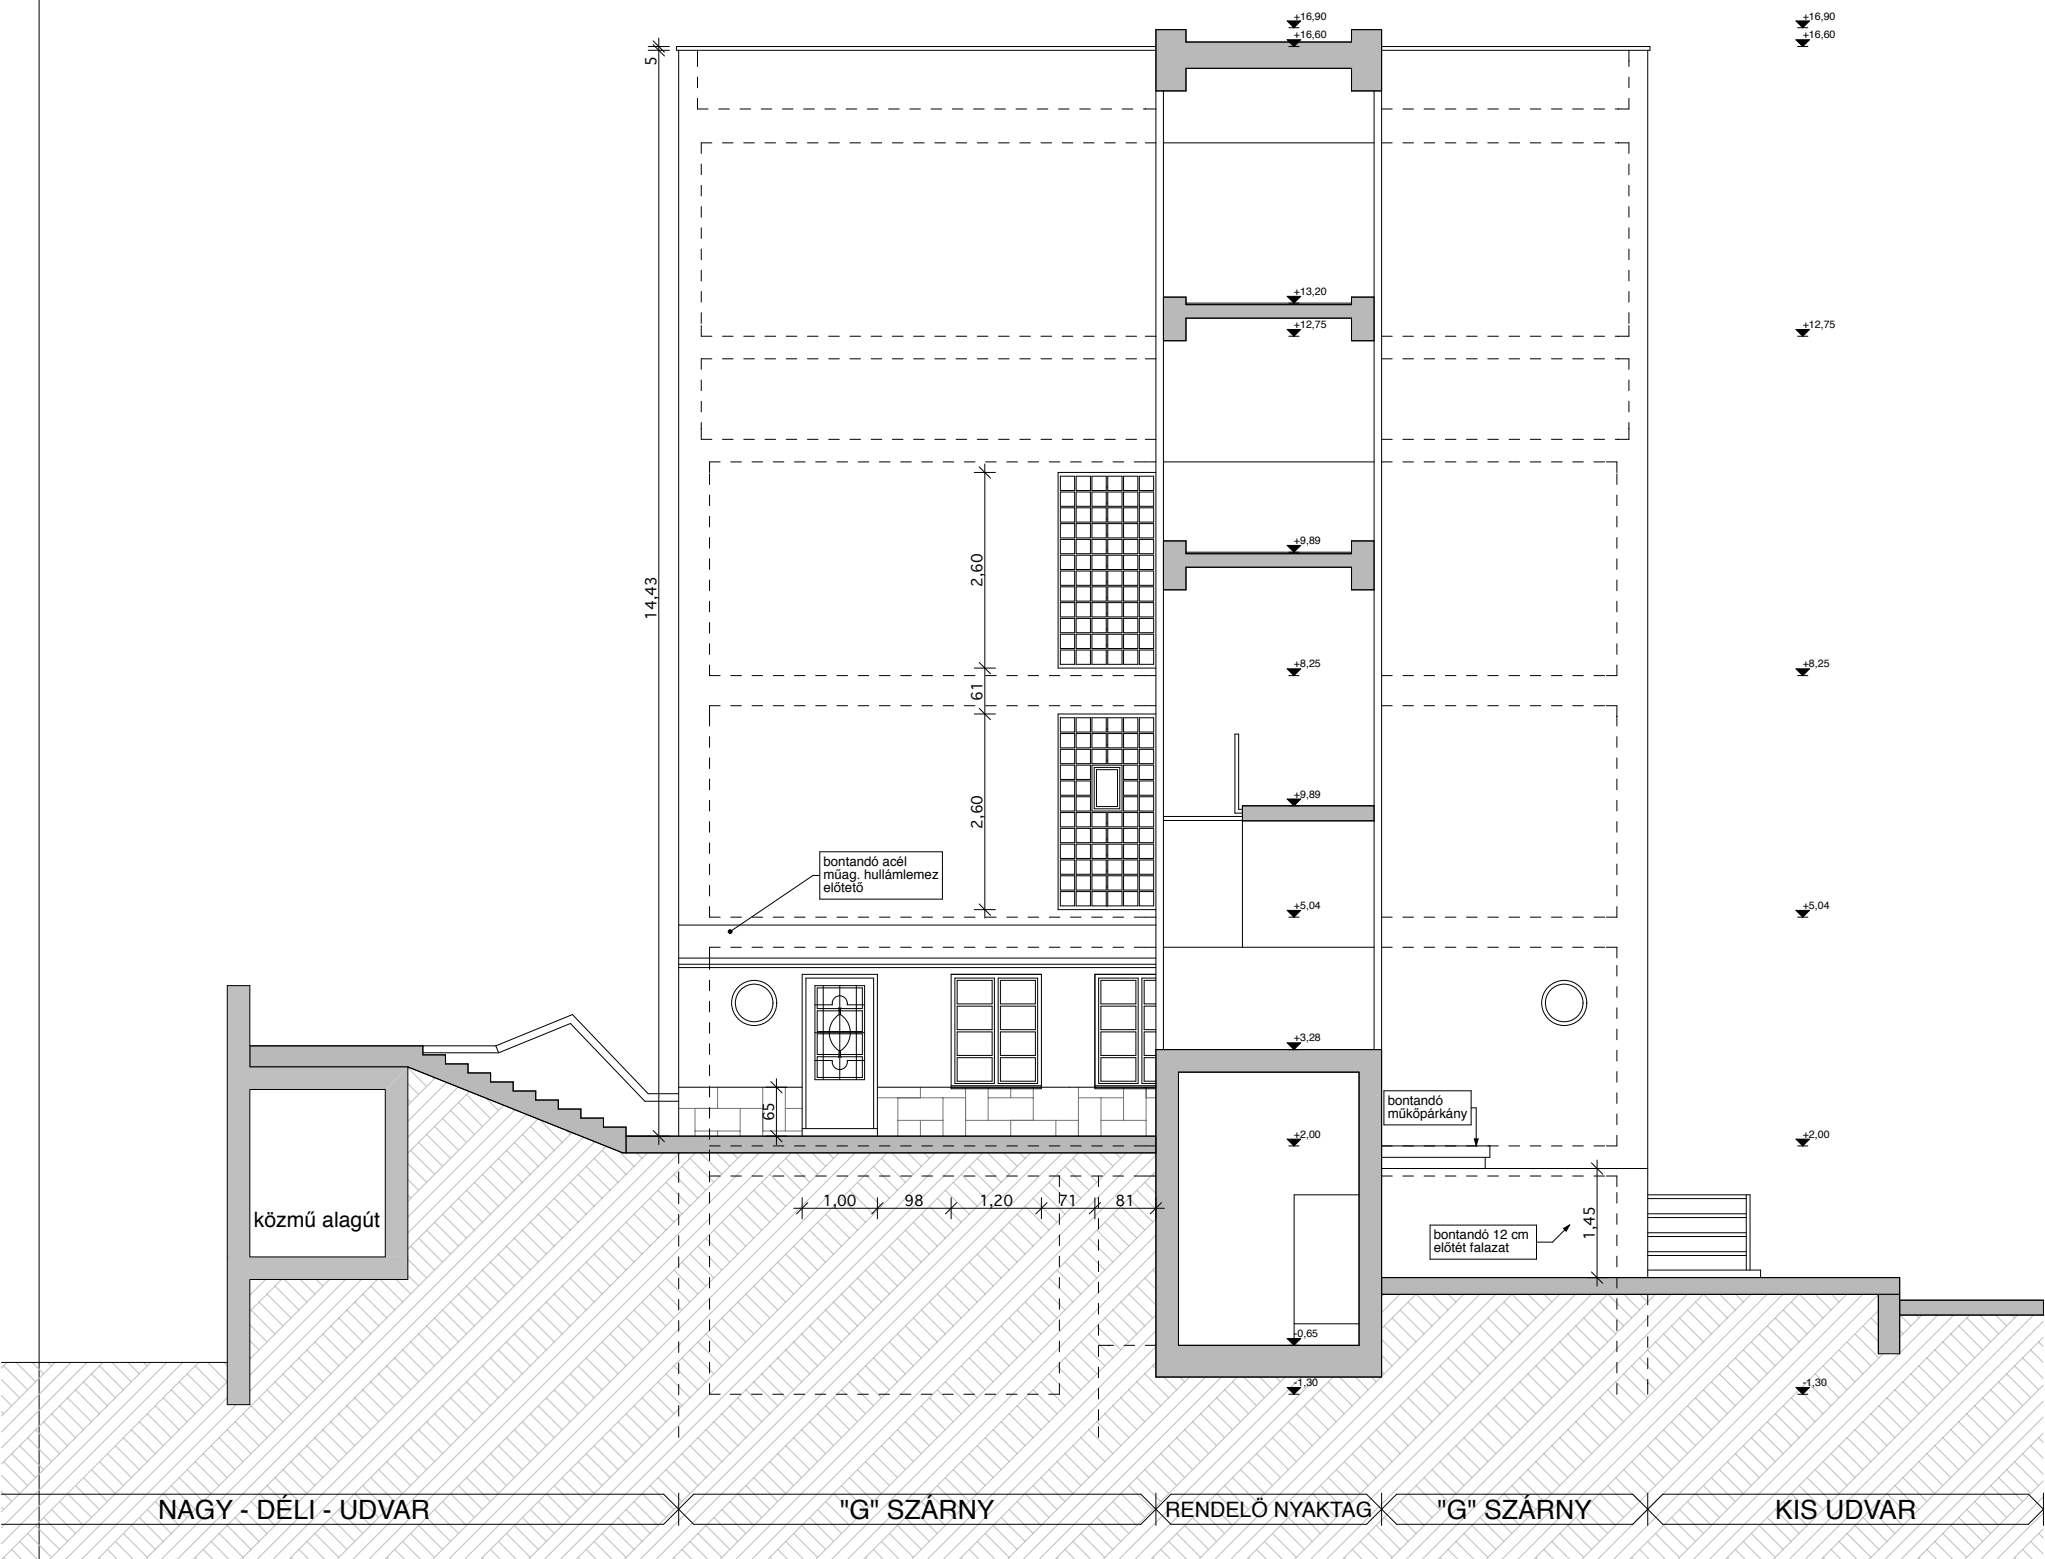 +16,90
+16,60
+16,90
+16,60
5
+13,20
+12,75
+12,75
2,60
14,43
+9,89
+8,25
+8,25
61
2,60
+9,89
bontandó acél
műag. hullámlemez
előtető
+5,04
+5,04
+3,28
65
bontandó
műkőpárkány
+2,00
+2,00
1,00
98
1,20
71
81
közmű alagút
1,45
bontandó 12 cm
előtét falazat
-0,65
-1,30
-1,30
NAGY - DÉLI - UDVAR
"G" SZÁRNY
RENDELÖ NYAKTAG
"G" SZÁRNY
KIS UDVAR